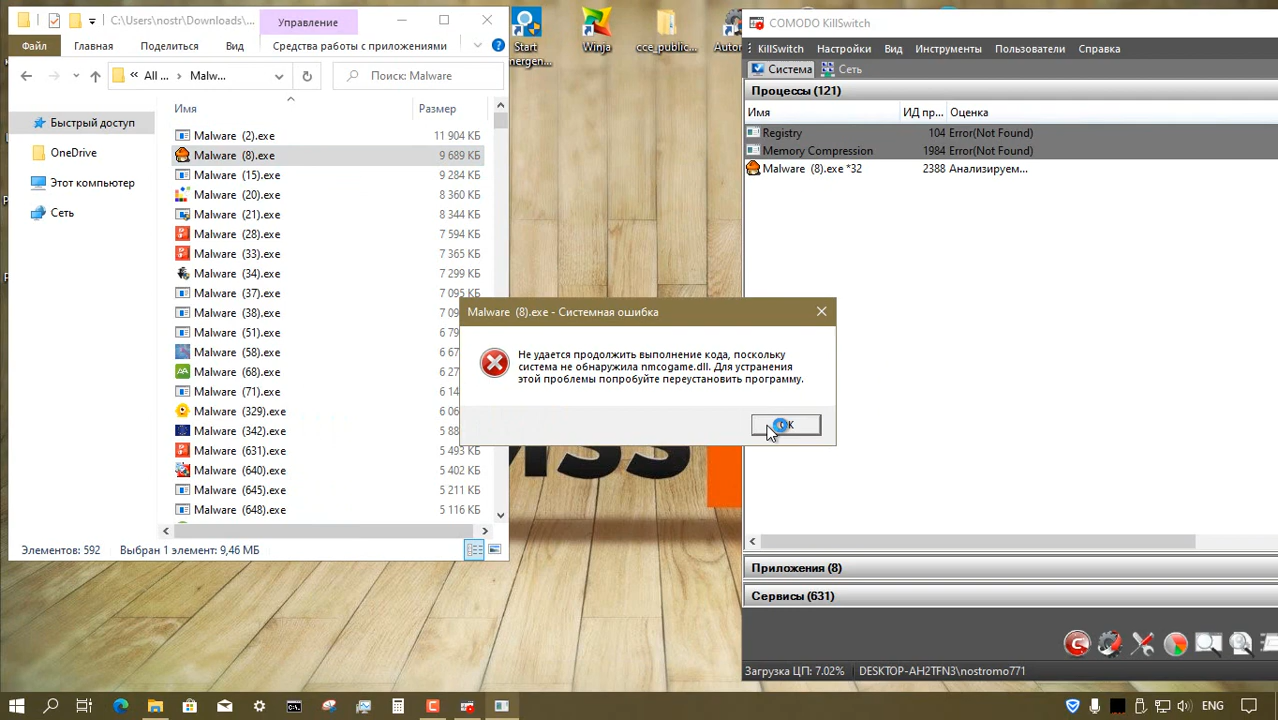 C:\Users\nostr\Downloads\...
Управление
Файл
Главная
Поделиться
Вид
Средства работы с приложениями
« All ... > Malw...
Поиск: Malware
Имя
Размер
Быстрый доступ
OneDrive
Этот компьютер
Сеть
Malware (2).exe 11 904 КБ
Malware (8).exe 9 689 КБ
Malware (15).exe 9 284 КБ
Malware (20).exe 8 360 КБ
Malware (21).exe 8 344 КБ
Malware (28).exe 7 594 КБ
Malware (33).exe 7 365 КБ
Malware (34).exe 7 299 КБ
Malware (37).exe 7 095 КБ
Malware (38).exe
Malware (51).exe
Malware (58).exe
Malware (68).exe
Malware (71).exe
Malware (329).exe
Malware (342).exe
Malware (631).exe 5 493 КБ
Malware (640).exe 5 402 КБ
Malware (645).exe 5 211 КБ
Malware (648).exe 5 116 КБ
Элементов: 592
Выбран 1 элемент: 9,46 МБ
Start
Winja
cce_public...
COMODO KillSwitch
KillSwitch
Настройки
Вид
Инструменты
Пользователи
Справка
Система
Сеть
Процессы (121)
Имя
ИД пр...
Оценка
Registry 104 Error(Not Found)
Memory Compression 1984 Error(Not Found)
Malware (8).exe *32 2388 Анализируем...
Malware (8).exe - Системная ошибка
Не удается продолжить выполнение кода, поскольку
система не обнаружила nmcogame.dll. Для устранения
этой проблемы попробуйте переустановить программу.
Приложения (8)
Сервисы (631)
Загрузка ЦП: 7.02%
DESKTOP-AH2TFN3\nostromo771
ENG